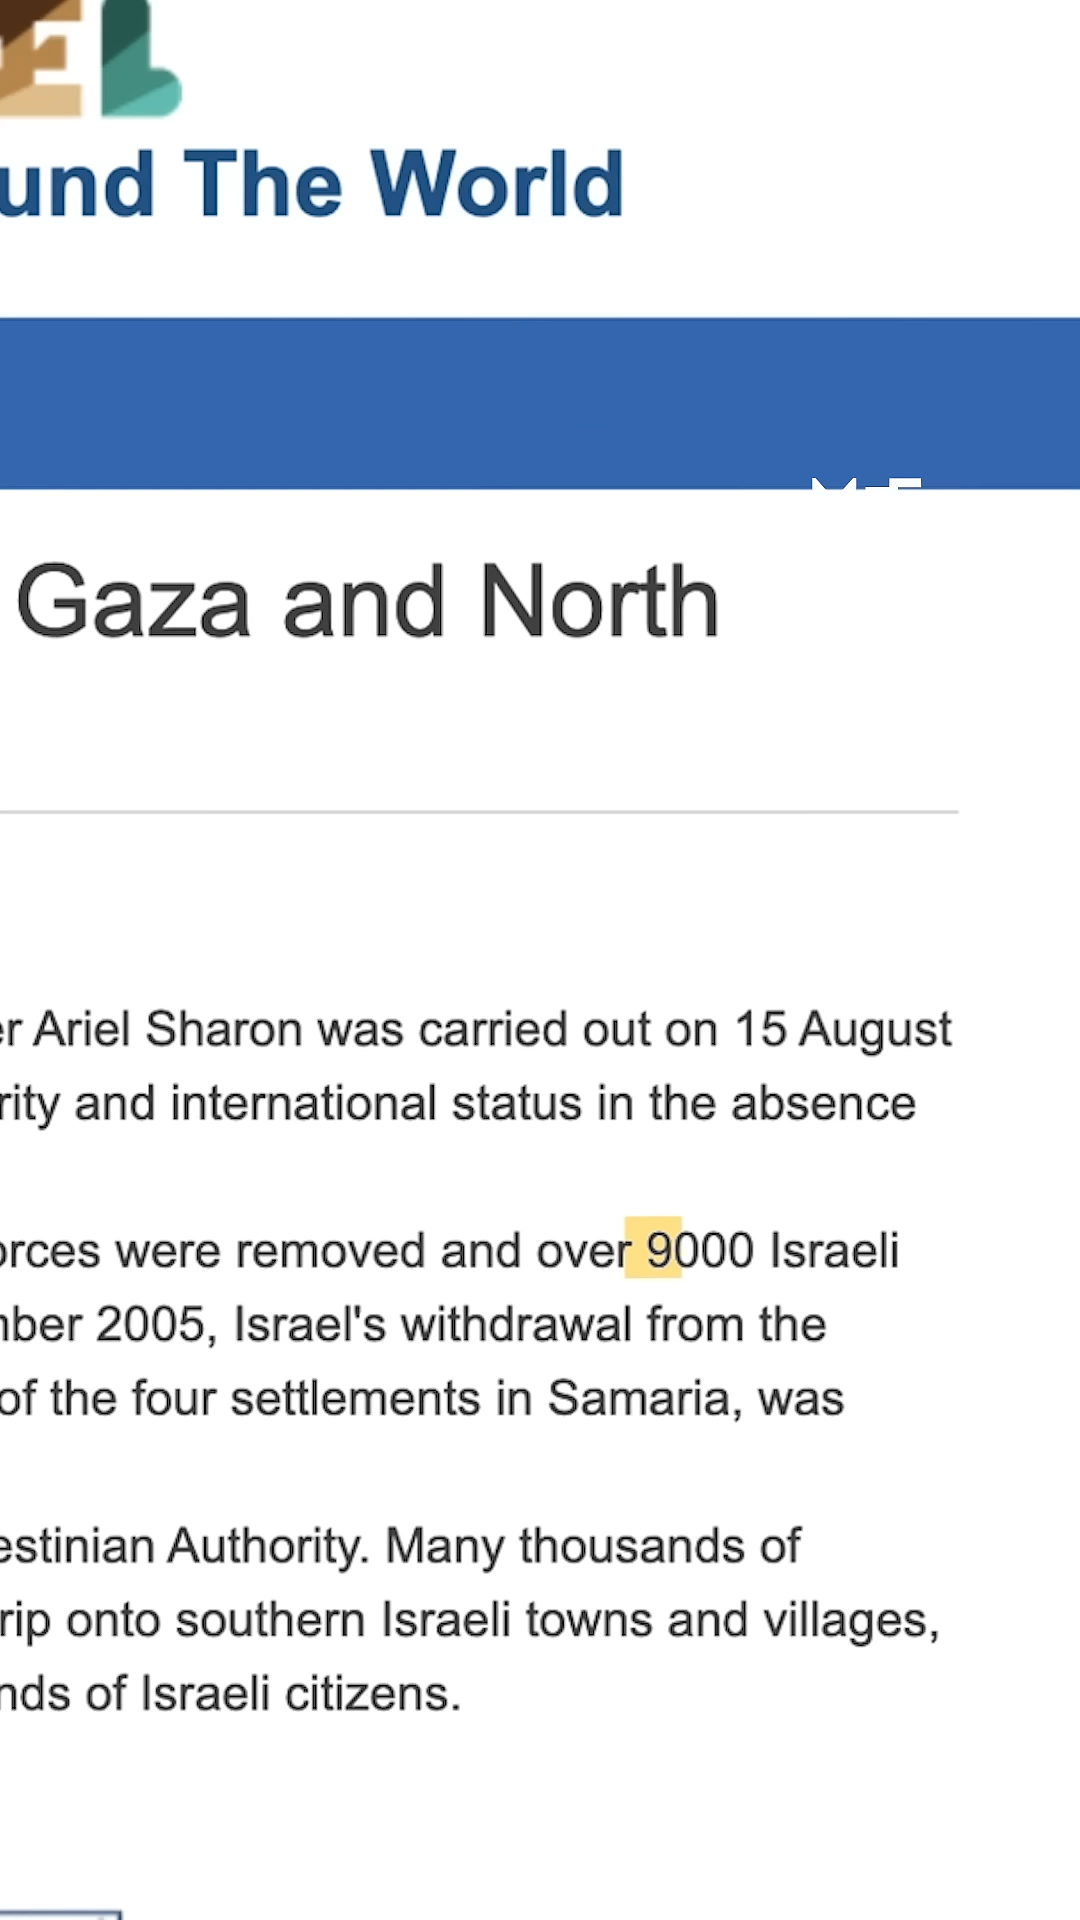 EL
und The World
Gaza and North
er Ariel Sharon was carried out on 15 August
rity and international status in the absence
orces were removed and over 9000 Israeli
mber 2005, Israel's withdrawal from the
of the four settlements in Samaria, was
estinian Authority. Many thousands of
rip onto southern Israeli towns and villages,
nds of Israeli citizens.